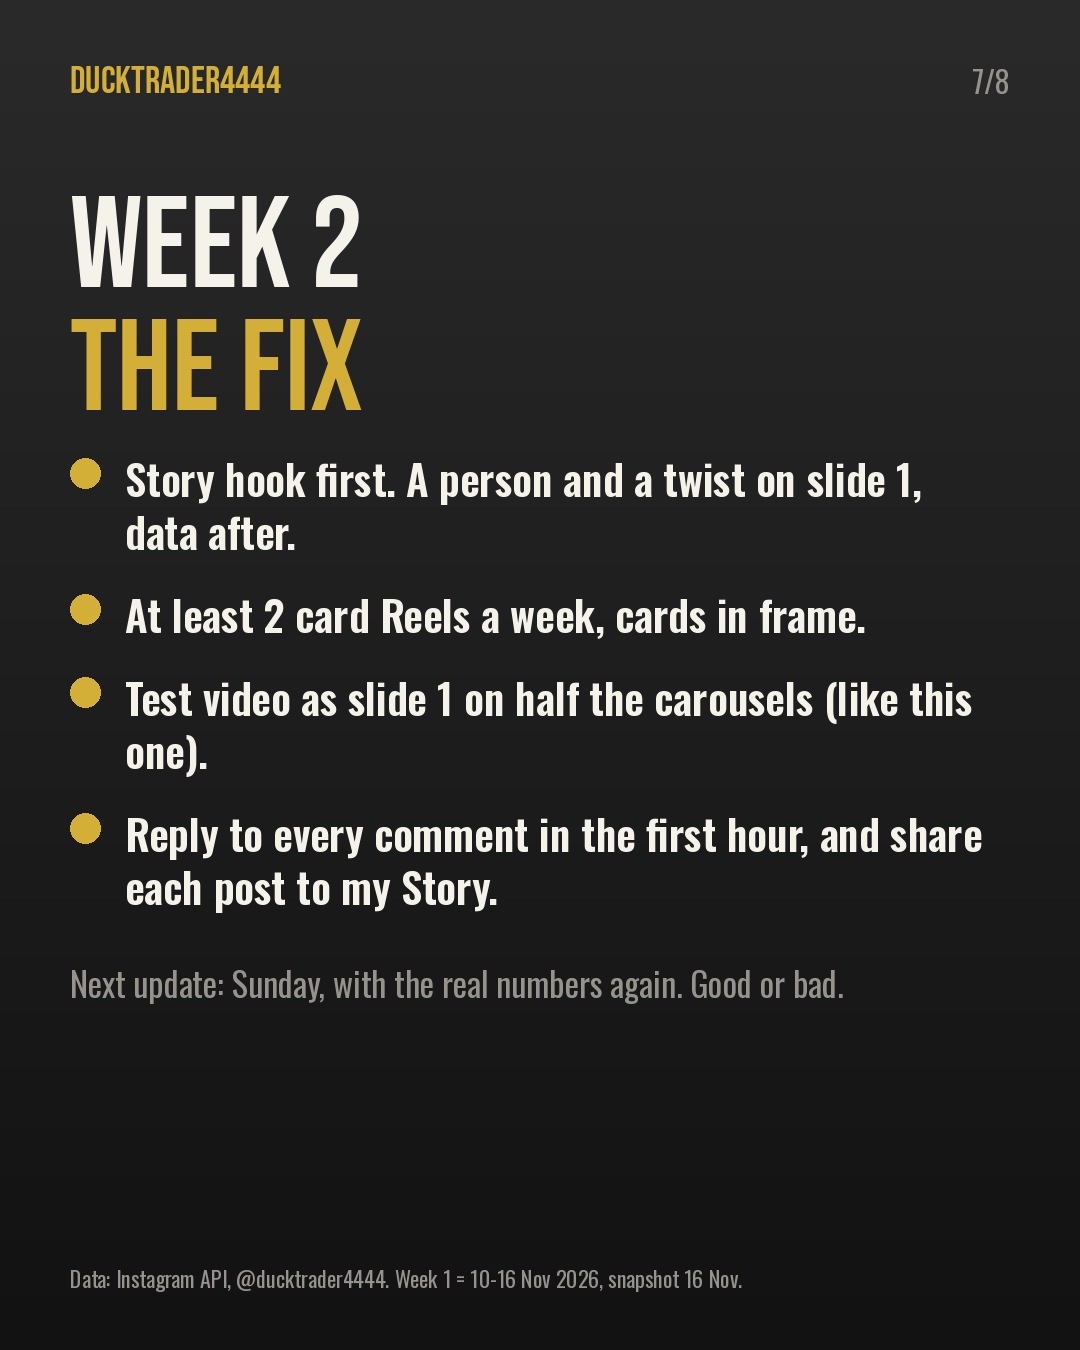 DUCKTRADER4444
7/8
WEEK 2
THE FIX
Story hook first. A person and a twist on slide 1,
data after.
At least 2 card Reels a week, cards in frame.
Test video as slide 1 on half the carousels (like this
one).
Reply to every comment in the first hour, and share
each post to my Story.
Next update: Sunday, with the real numbers again. Good or bad.
Data: Instagram API, @ducktrader4444. Week 1 = 10-16 Nov 2026, snapshot 16 Nov.